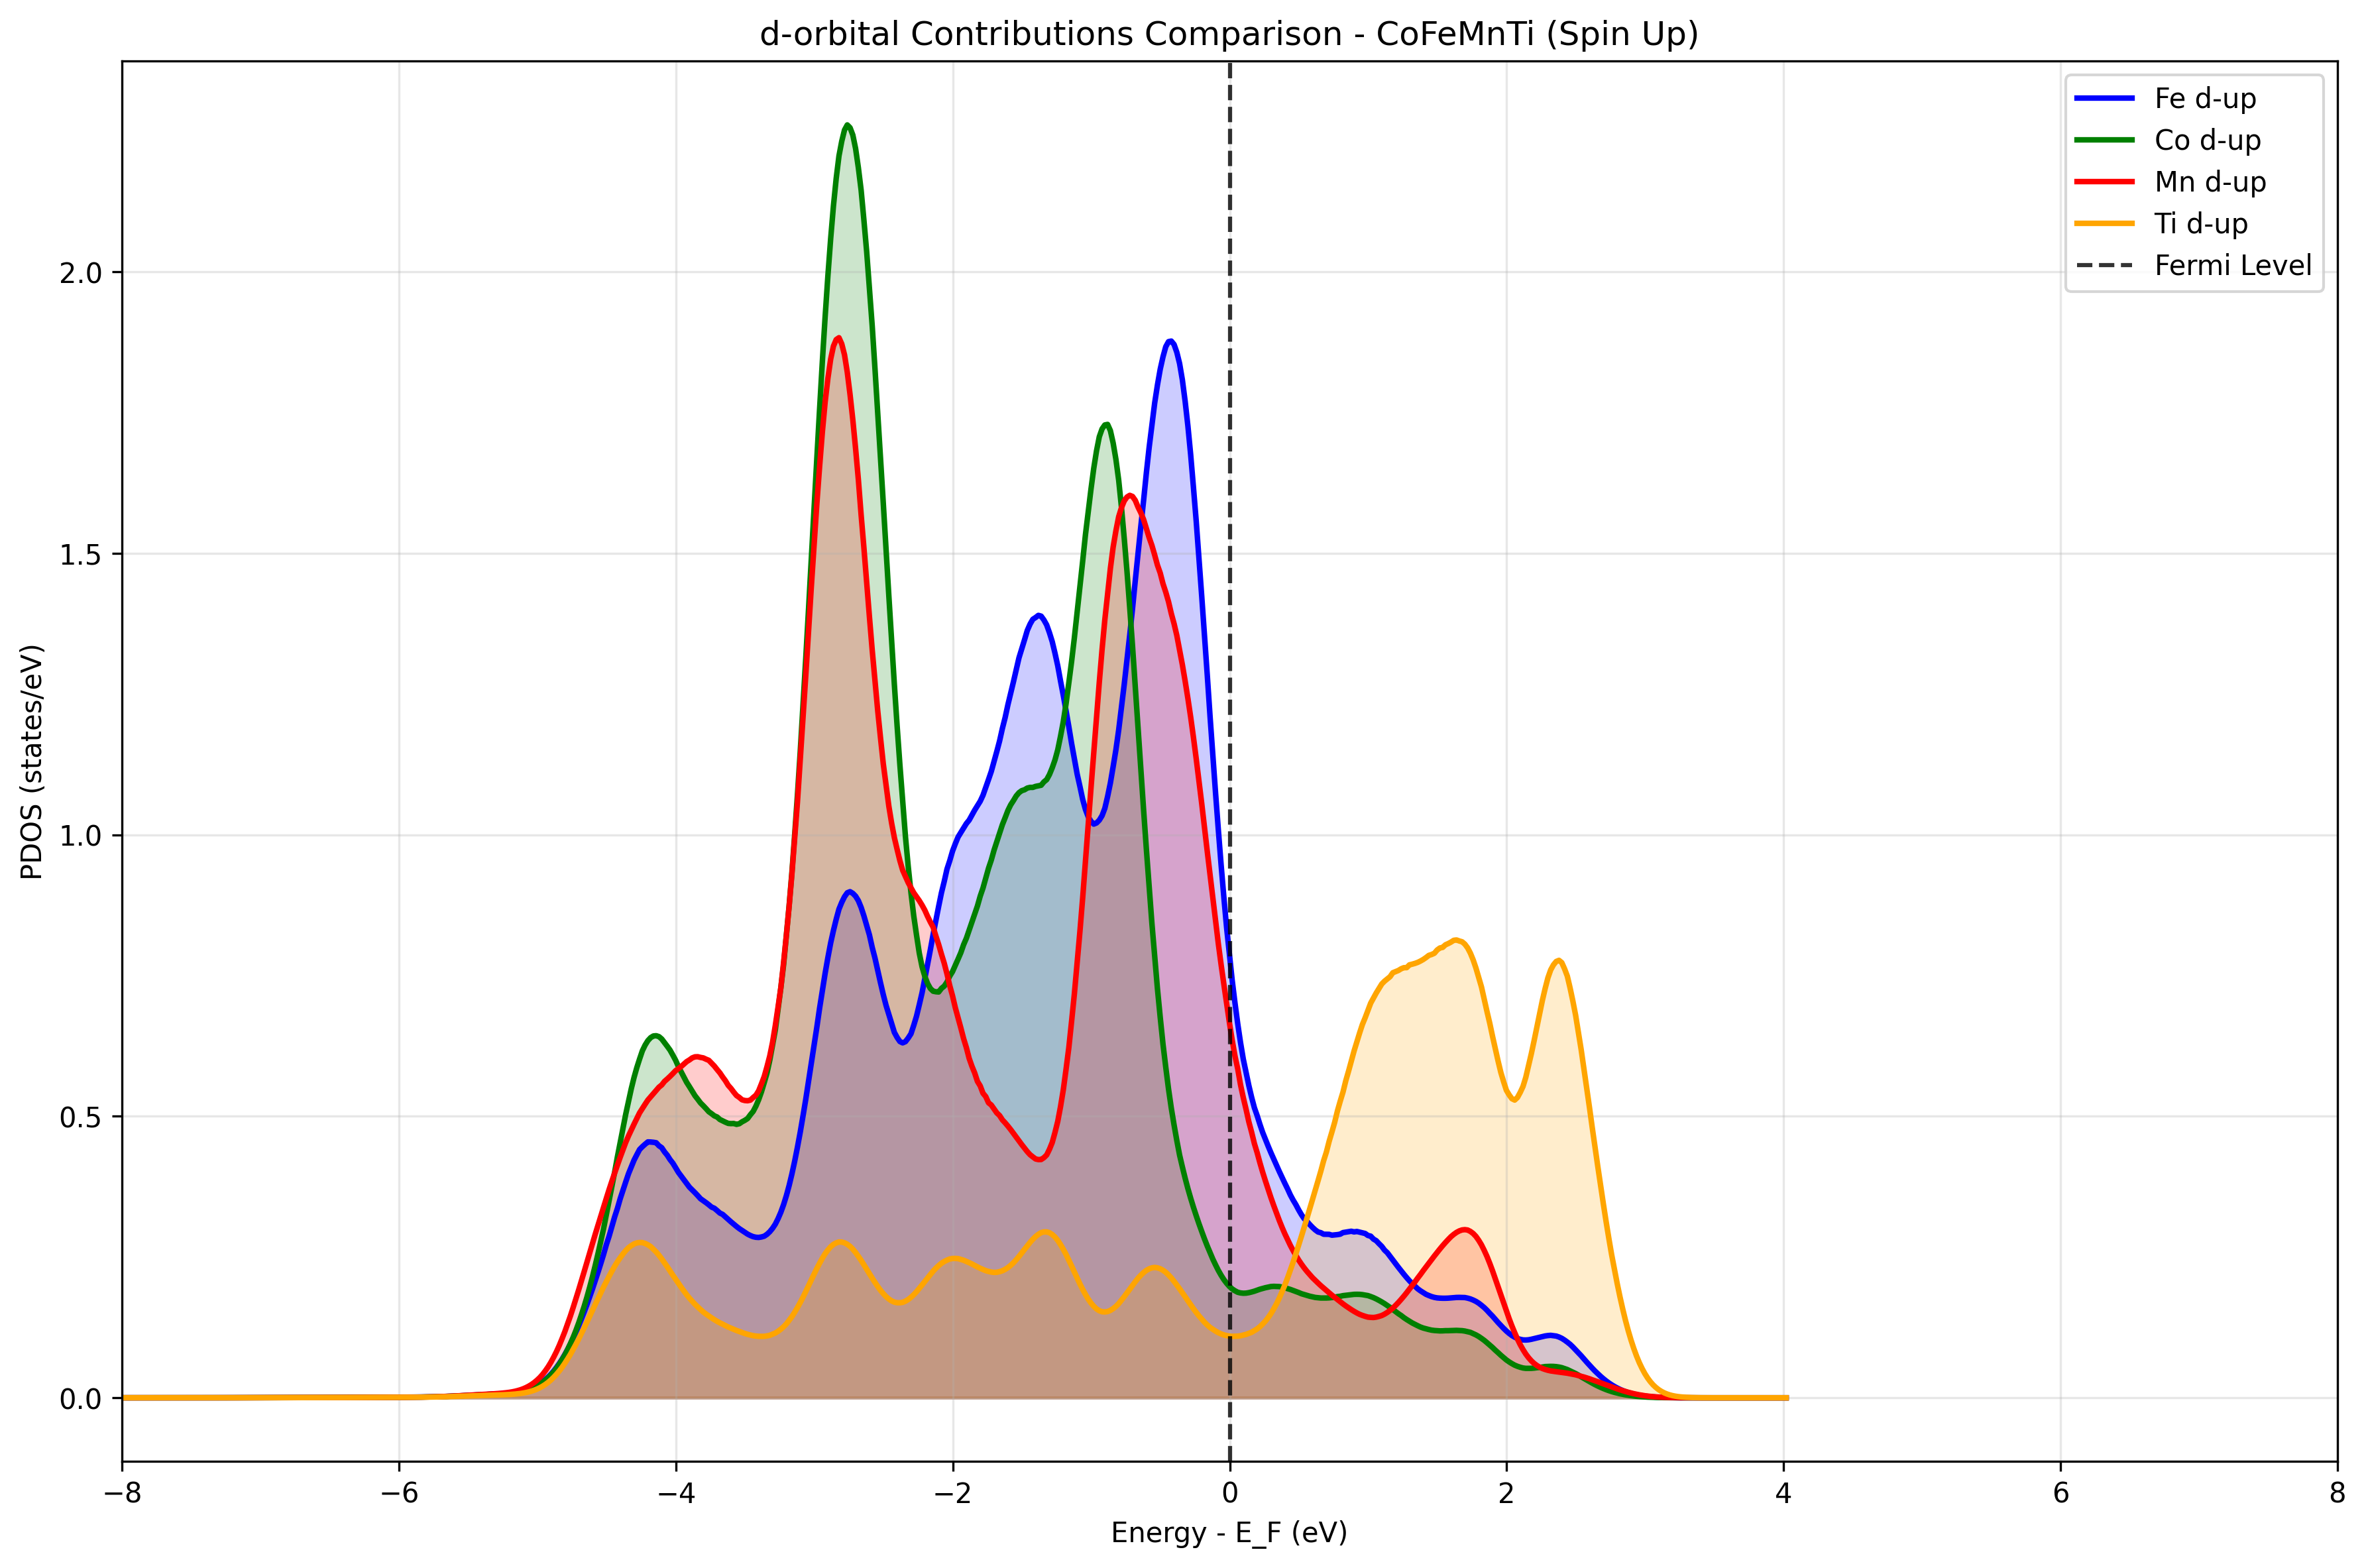 d-orbital Contributions Comparison - CoFeMnTi (Spin Up)
Fe d-up
Co d-up
Mn d-up
Ti d-up
Fermi Level
PDOS (states/eV)
2.0
1.5
1.0
0.5
0.0
−8 −6 −4 −2 0 2 4 6 8
Energy - E_F (eV)